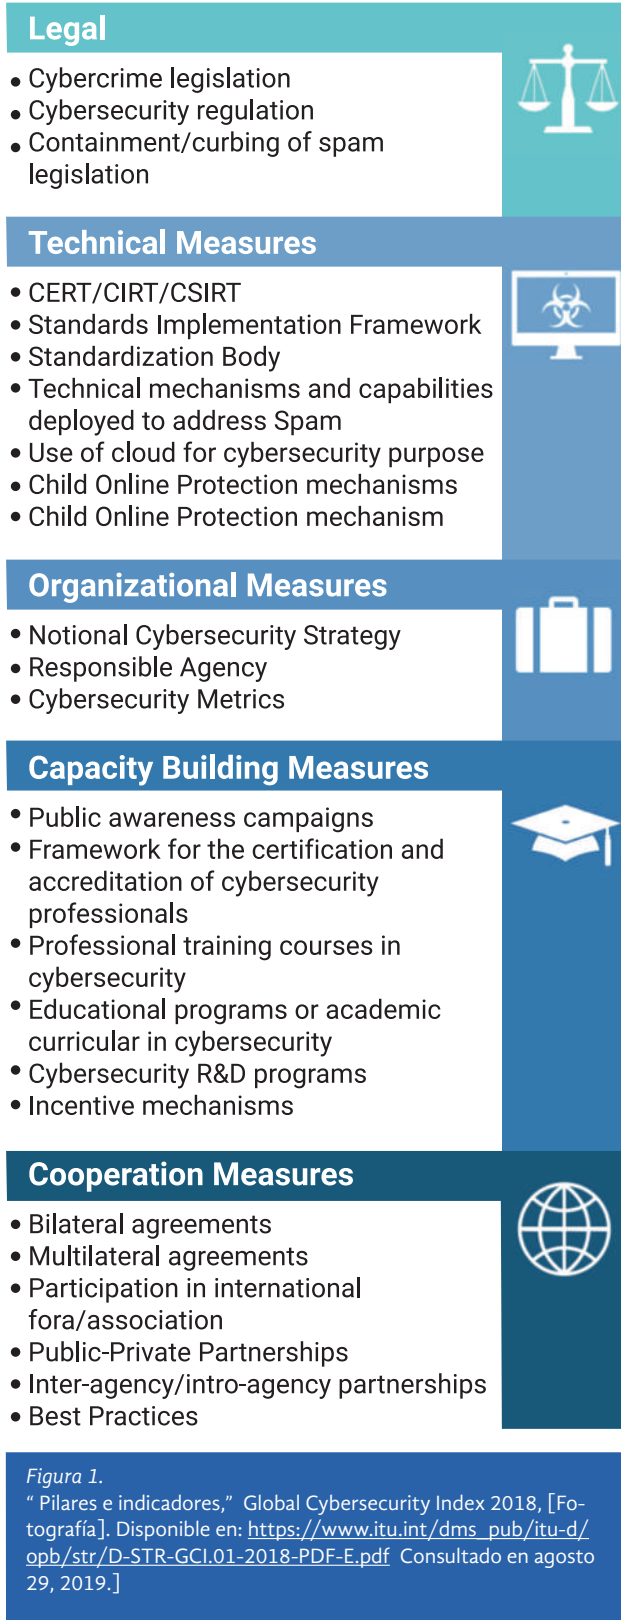 Legal
• Cybercrime legislation
• Cybersecurity regulation
• Containment/curbing of spam
legislation
Technical Measures
• CERT/CIRT/CSIRT
• Standards Implementation Framework
• Standardization Body
• Technical mechanisms and capabilities
deployed to address Spam
• Use of cloud for cybersecurity purpose
• Child Online Protection mechanisms
• Child Online Protection mechanism
Organizational Measures
• Notional Cybersecurity Strategy
• Responsible Agency
• Cybersecurity Metrics
Capacity Building Measures
• Public awareness campaigns
• Framework for the certification and
accreditation of cybersecurity
professionals
• Professional training courses in
cybersecurity
• Educational programs or academic
curricular in cybersecurity
• Cybersecurity R&D programs
• Incentive mechanisms
Cooperation Measures
• Bilateral agreements
• Multilateral agreements
• Participation in international
fora/association
• Public-Private Partnerships
• Inter-agency/intro-agency partnerships
• Best Practices
Figura 1.
“ Pilares e indicadores,” Global Cybersecurity Index 2018, [Fo-
tografía]. Disponible en: https://www.itu.int/dms_pub/itu-d/
opb/str/D-STR-GCI.01-2018-PDF-E.pdf Consultado en agosto
29, 2019.]